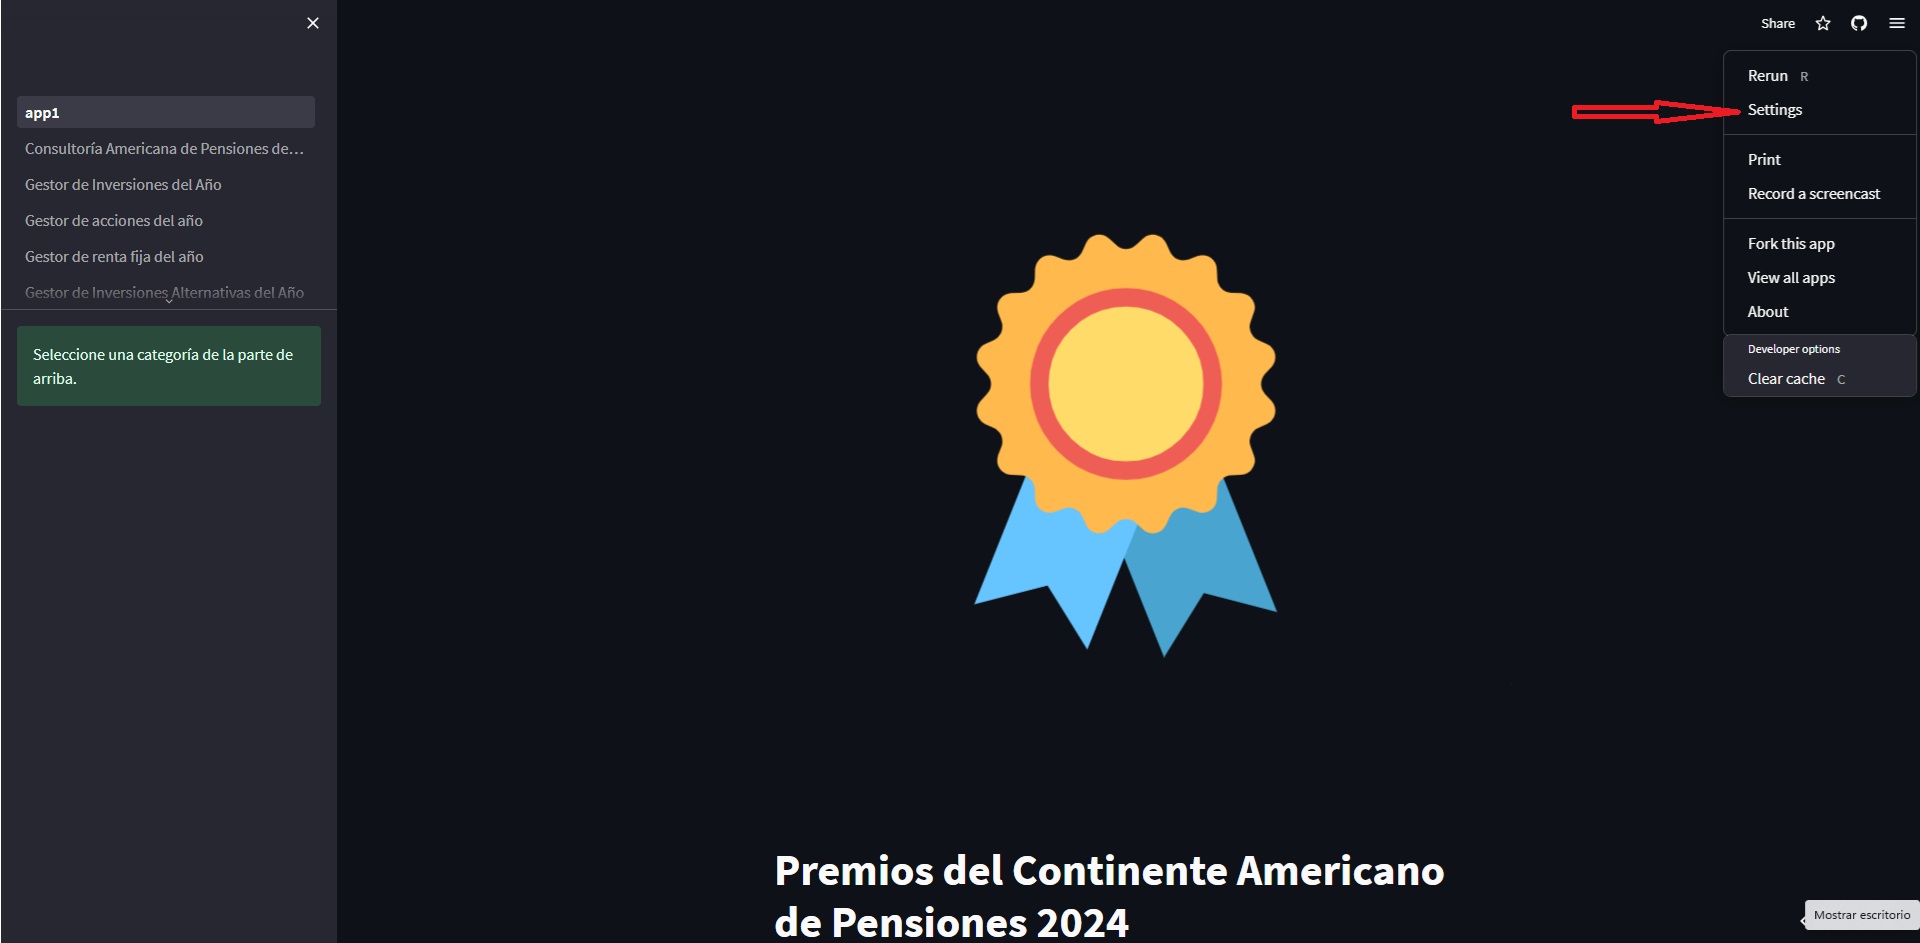 app1
Consultoría Americana de Pensiones de...
Gestor de Inversiones del Año
Gestor de acciones del año
Gestor de renta fija del año
Gestor de Inversiones Alternativas del Año
Seleccione una categoría de la parte de
arriba.
Share
Rerun R
Settings
Print
Record a screencast
Fork this app
View all apps
About
Developer options
Clear cache C
Premios del Continente Americano
de Pensiones 2024
Mostrar escritorio